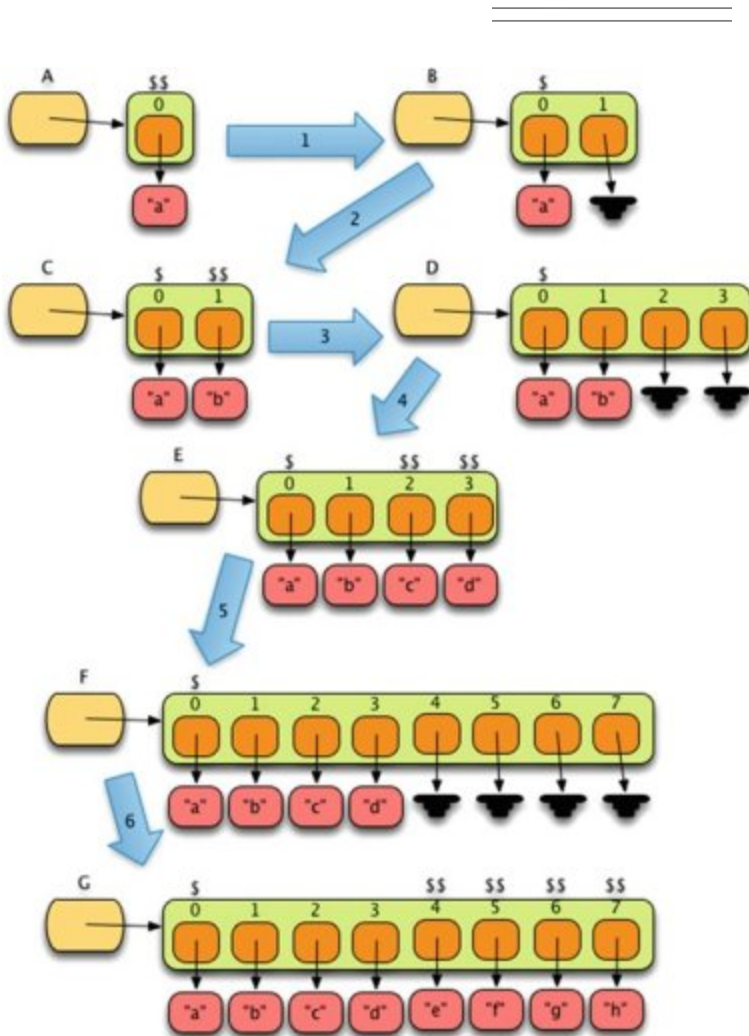 A
$$
0
"a"
1
B
$
0 1
"a"
2
C
$ $$
0 1
"a" "b"
3
D
$
0 1 2 3
"a" "b"
4
E
$ $$ $$
0 1 2 3
"a" "b" "c" "d"
5
F
$
0 1 2 3 4 5 6 7
"a" "b" "c" "d"
6
G
$ $$ $$ $$ $$
0 1 2 3 4 5 6 7
"a" "b" "c" "d" "e" "f" "g" "h"